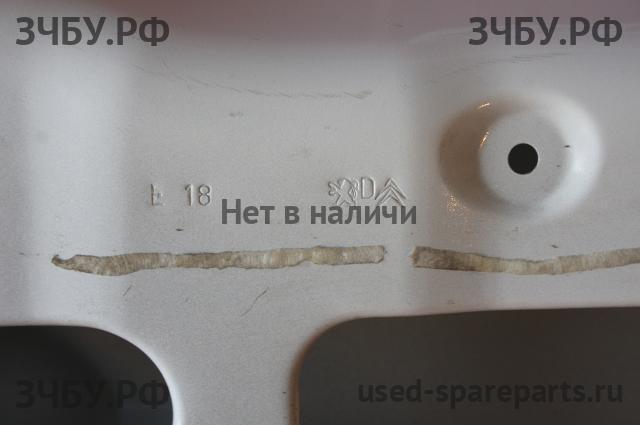 ЗЧБУ.РФ ЗЧБУ.РФ
18 D
Нет в наличи
ЗЧБУ.РФ used-spareparts.ru